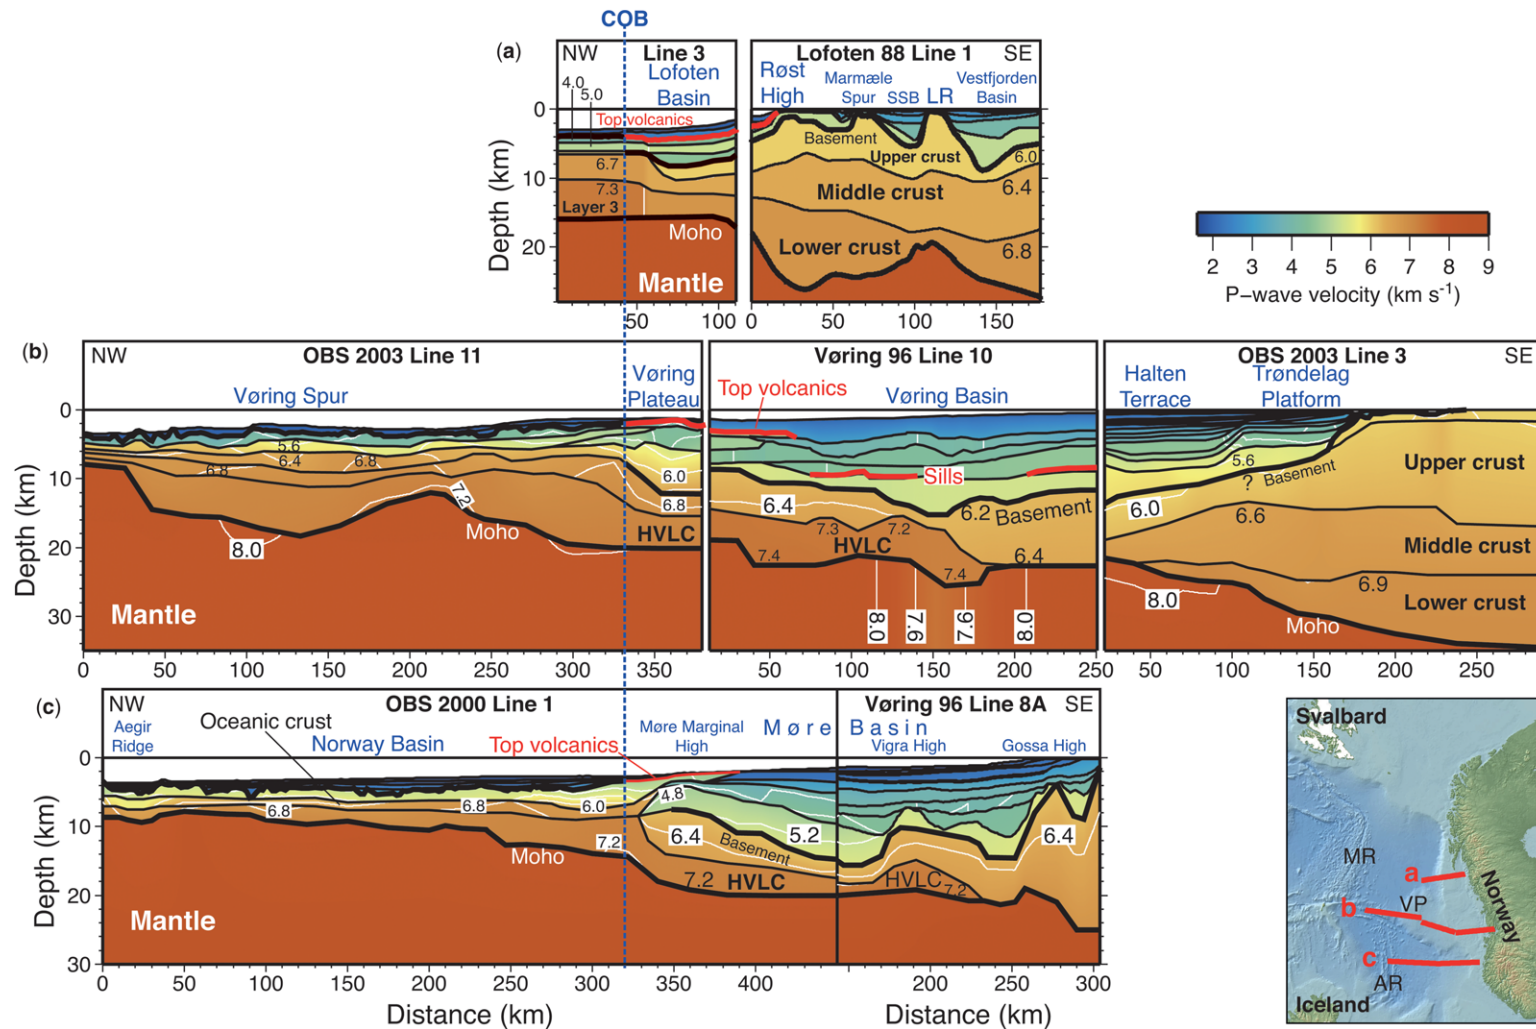 COB
(a)
NW Line 3
Lofoten 88 Line 1 SE
Lofoten
Basin
Røst
High
Marmæle
Spur
SSB
LR
Vestfjorden
Basin
4.0
5.0
Top volcanics
6.7
7.3
Layer 3
Moho
Mantle
Basement
Upper crust
6.0
Middle crust
6.4
Lower crust
6.8
0
10
20
Depth (km)
50 100
0 50 100 150
2 3 4 5 6 7 8 9
P-wave velocity (km s-1)
(b)
NW OBS 2003 Line 11
Vøring 96 Line 10
OBS 2003 Line 3 SE
Vøring Spur
Vøring
Plateau
Top volcanics
Vøring Basin
Halten
Terrace
Trøndelag
Platform
5.6
6.4
6.8
6.8
7.2
8.0
Moho
Mantle
6.0
6.8
HVLC
6.4
Sills
6.2
Basement
7.3
7.2
HVLC
7.4
7.4
6.4
8.0
7.6
7.6
8.0
5.6
?
Basement
6.0
6.6
Upper crust
Middle crust
6.9
Lower crust
8.0
Moho
0
10
20
30
Depth (km)
0 50 100 150 200 250 300 350
50 100 150 200 250
50 100 150 200 250
(c)
NW OBS 2000 Line 1
Vøring 96 Line 8A SE
Aegir
Ridge
Oceanic crust
Norway Basin
Top volcanics
Møre Marginal
High
Møre Basin
Vigra High
Gossa High
6.8
6.8
6.0
7.2
4.8
6.4
5.2
Basement
7.2
HVLC
HVLC
7.2
6.4
Moho
Mantle
0
10
20
30
Depth (km)
0 50 100 150 200 250 300 350 400
200 250 300
Distance (km)
Distance (km)
Svalbard
MR
a
VP
b
Norway
c
AR
Iceland